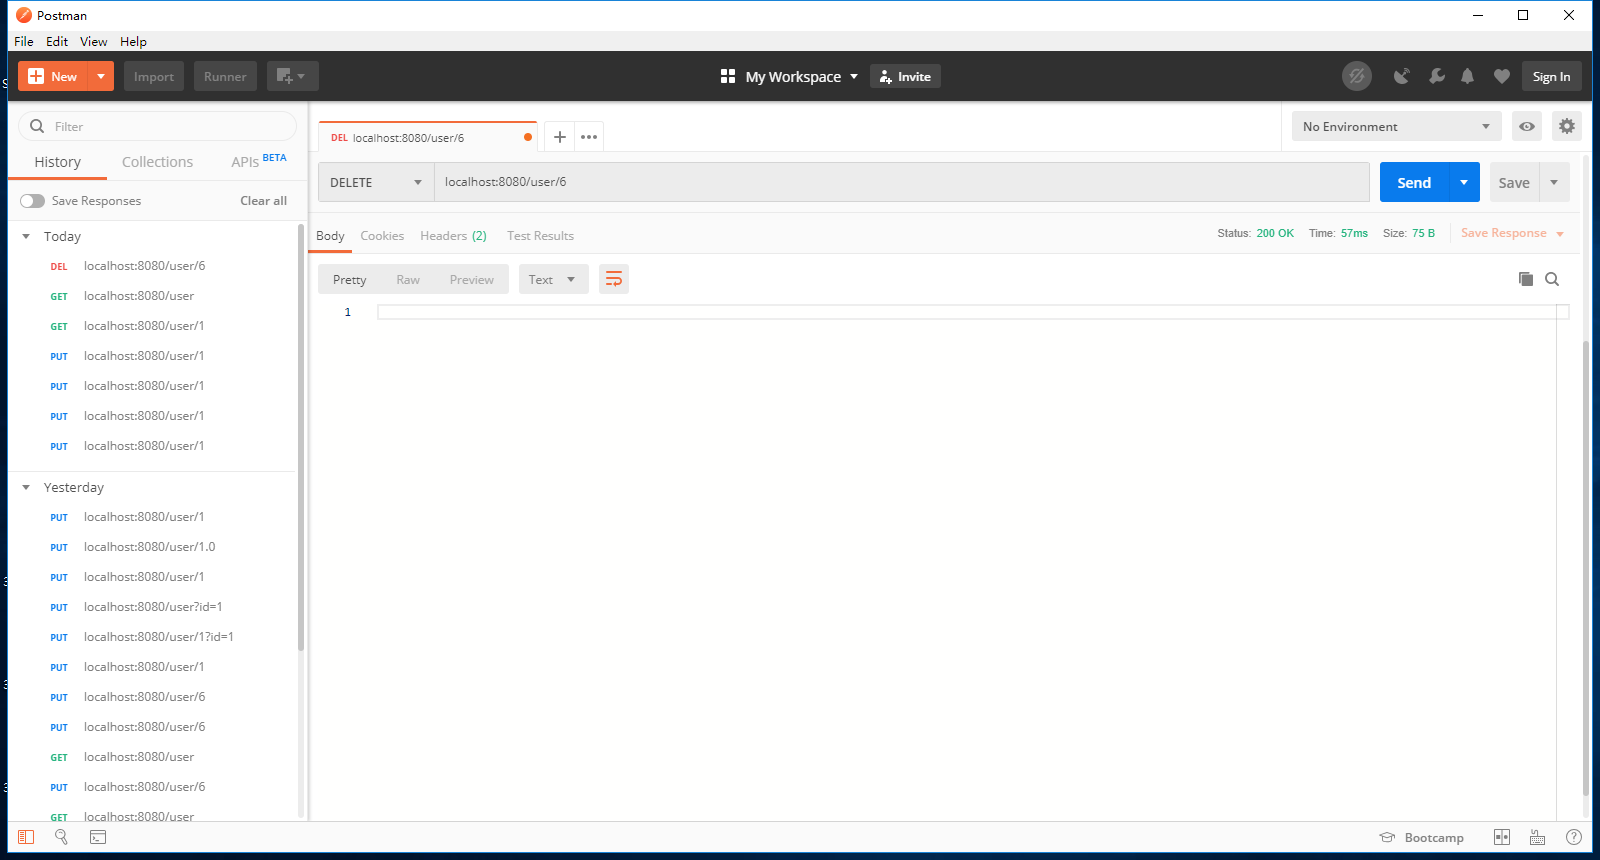 Postman
File Edit View Help
New Import Runner My Workspace Invite Sign In
Filter
History Collections APIs BETA
Save Responses Clear all
Today
DEL localhost:8080/user/6
GET localhost:8080/user
GET localhost:8080/user/1
PUT localhost:8080/user/1
PUT localhost:8080/user/1
PUT localhost:8080/user/1
PUT localhost:8080/user/1
Yesterday
PUT localhost:8080/user/1
PUT localhost:8080/user/1.0
PUT localhost:8080/user/1
PUT localhost:8080/user?id=1
PUT localhost:8080/user/1?id=1
PUT localhost:8080/user/1
PUT localhost:8080/user/6
PUT localhost:8080/user/6
GET localhost:8080/user
PUT localhost:8080/user/6
GET localhost:8080/user
DEL localhost:8080/user/6
No Environment
DELETE localhost:8080/user/6 Send Save
Body Cookies Headers (2) Test Results Status: 200 OK Time: 57ms Size: 75 B Save Response
Pretty Raw Preview Text
1
Bootcamp